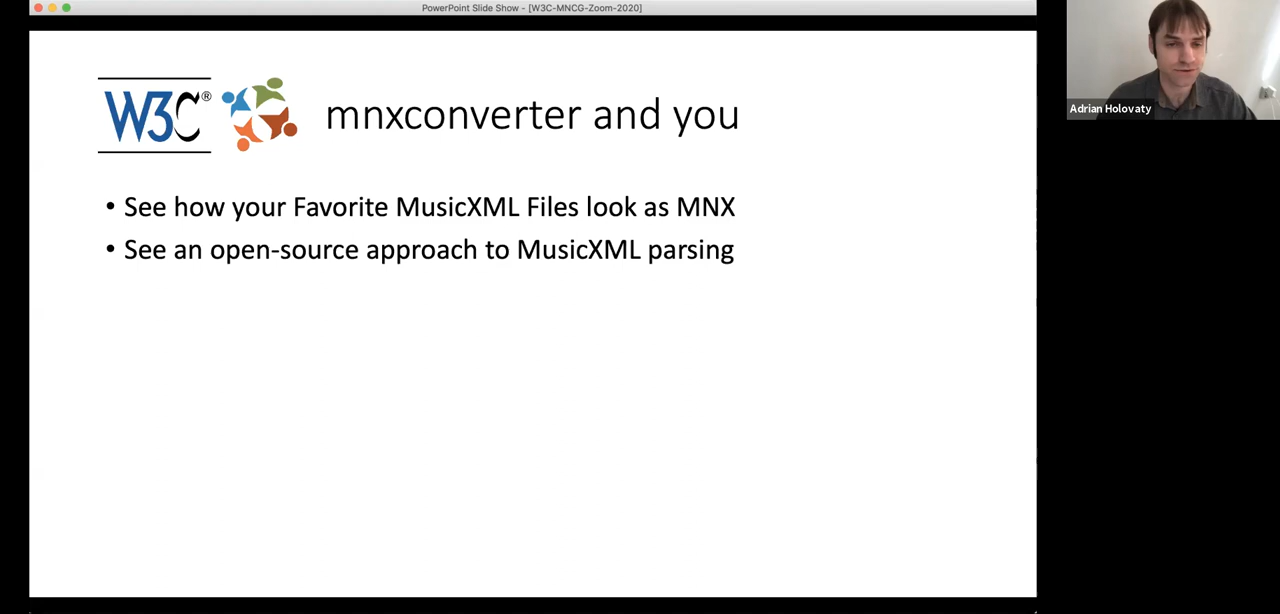 PowerPoint Slide Show - [W3C-MNCG-Zoom-2020]
W3C®
mnxconverter and you
• See how your Favorite MusicXML Files look as MNX
• See an open-source approach to MusicXML parsing
Adrian Holovaty